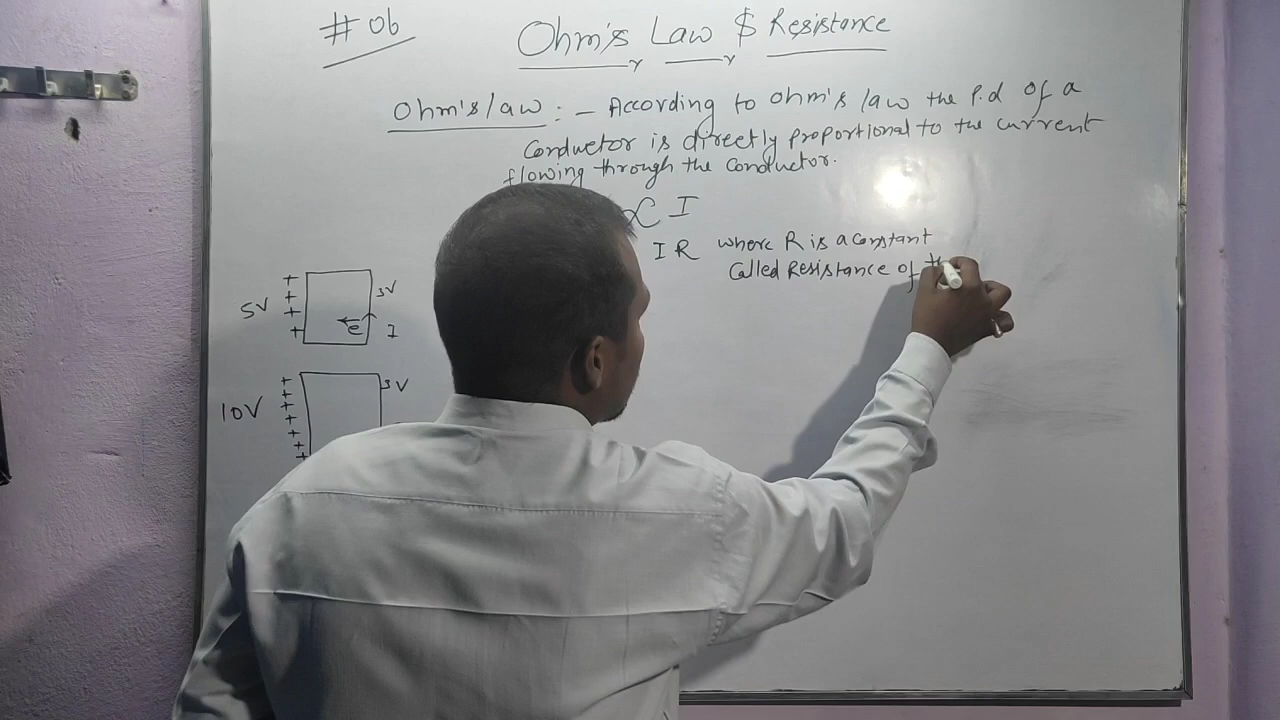 # 06
Ohm's Law $ Resistance
Ohm's law : - According to ohm's law the P.d of a
conductor is directly proportional to the current
flowing through the conductor.
∝ I
IR where R is a constant
Called Resistance of th
5V + + + + 3V
e I
10V + + + + + + + 3V